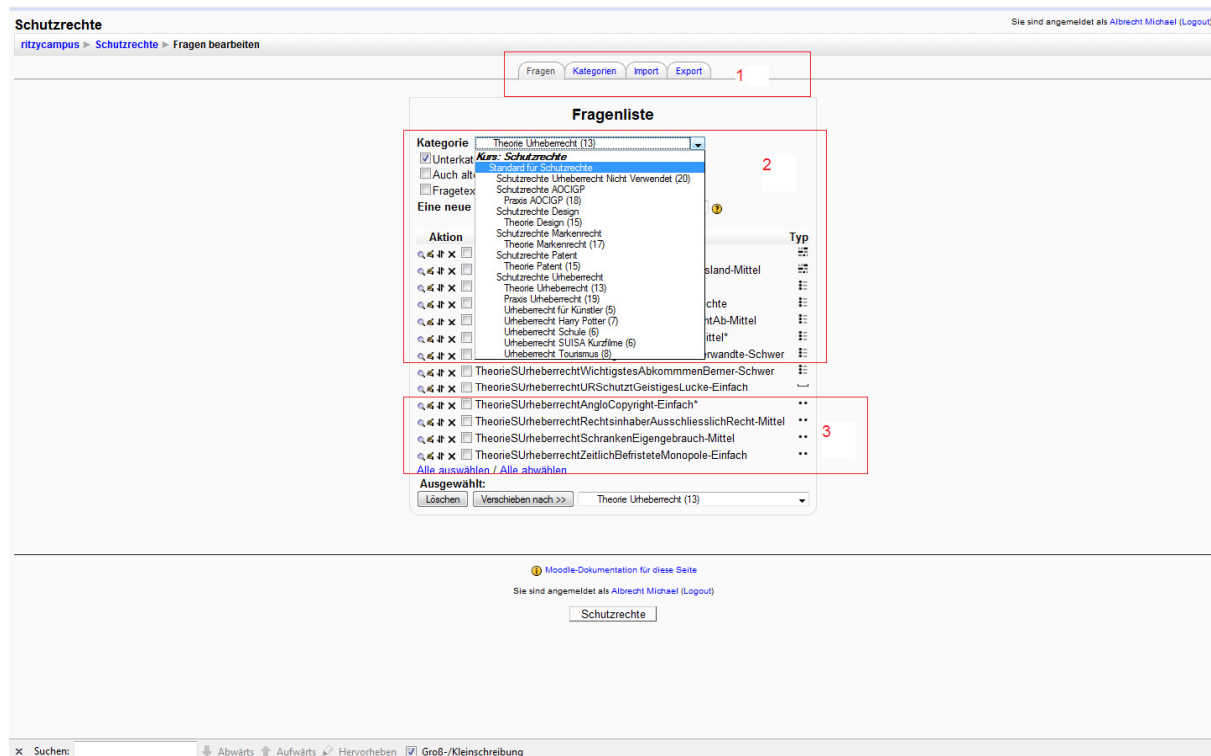 Schutzrechte
Sie sind angemeldet als Albrecht Michael (Logout)
ritzycampus ► Schutzrechte ► Fragen bearbeiten
Fragen Kategorien Import Export
1
Fragenliste
Kategorie Theorie Urheberrecht (13)
Unterkat
Auch alt
Fragetex
Eine neue
Kurs: Schutzrechte
Standard für Schutzrechte
Schutzrechte Urheberrecht Nicht Verwendet (20)
Schutzrechte AOCIGP
Praxis AOCIGP (18)
Schutzrechte Design
Theorie Design (15)
Schutzrechte Markenrecht
Theorie Markenrecht (17)
Schutzrechte Patent
Theorie Patent (15)
Schutzrechte Urheberrecht
Theorie Urheberrecht (13)
Praxis Urheberrecht (19)
Urheberrecht für Künstler (5)
Urheberrecht Harry Potter (7)
Urheberrecht Schule (6)
Urheberrecht SUISA Kurzfilme (6)
Urheberrecht Tourismus (8)
2
Aktion Typ
sland-Mittel
chte
ntAb-Mittel
ittel*
erwandte-Schwer
TheorieSUrheberrechtWichtigstesAbkommmenBerner-Schwer
TheorieSUrheberrechtURSchutztGeistigesLucke-Einfach
TheorieSUrheberrechtAngloCopyright-Einfach*
TheorieSUrheberrechtRechtsinhaberAusschliesslichRecht-Mittel
TheorieSUrheberrechtSchrankenEigengebrauch-Mittel
TheorieSUrheberrechtZeitlichBefristeteMonopole-Einfach
3
Alle auswählen / Alle abwählen
Ausgewählt:
Löschen Verschieben nach >> Theorie Urheberrecht (13)
Moodle-Dokumentation für diese Seite
Sie sind angemeldet als Albrecht Michael (Logout)
Schutzrechte
Suchen: Abwärts Aufwärts Hervorheben Groß-/Kleinschreibung